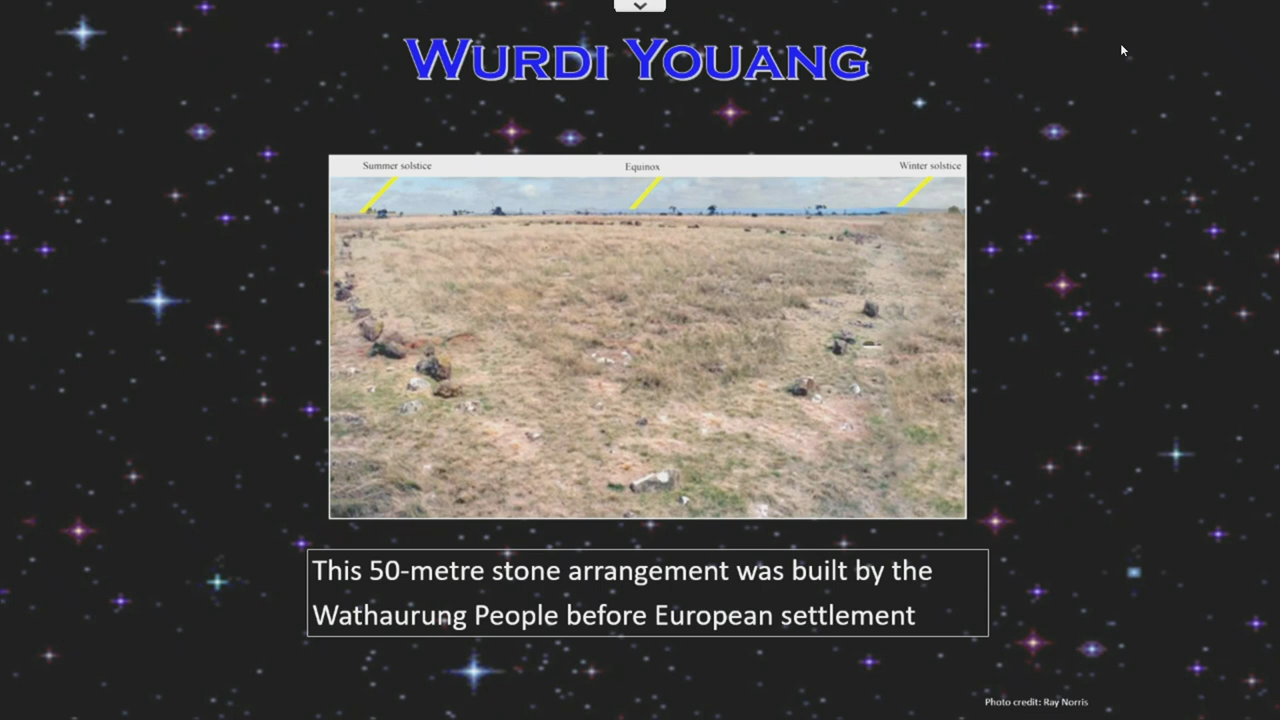 WURDI YOUANG
Summer solstice Equinox Winter solstice
This 50-metre stone arrangement was built by the
Wathaurung People before European settlement
Photo credit: Ray Norris